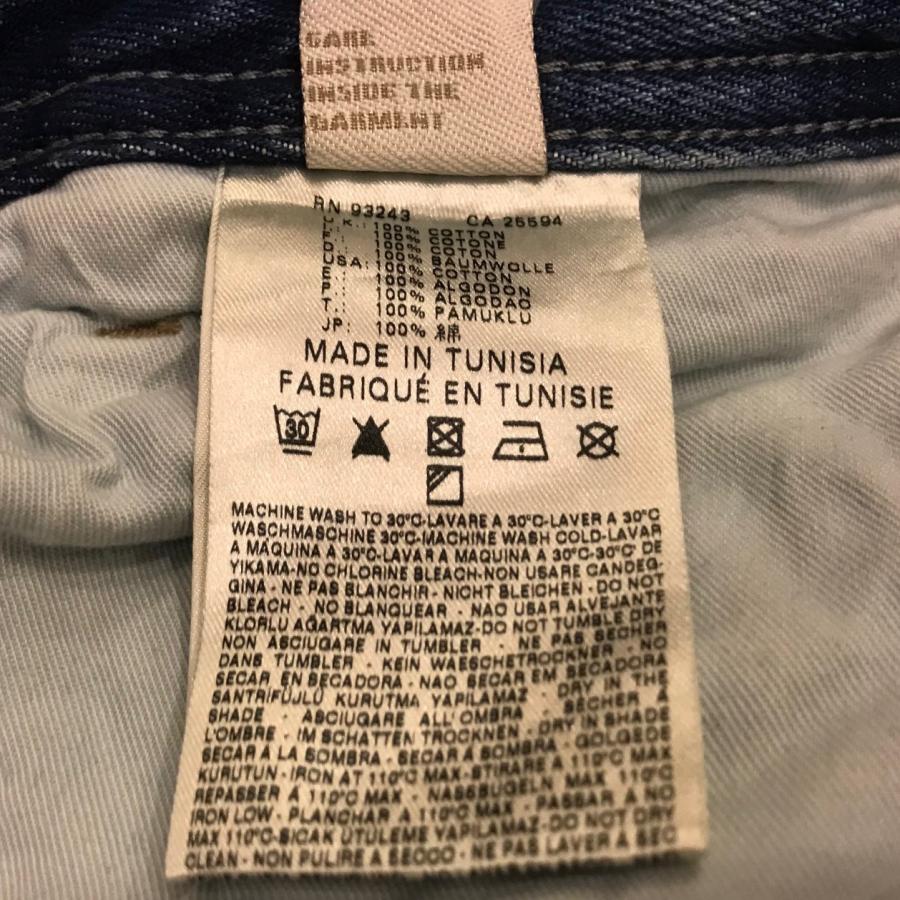 CARE
INSTRUCTION
INSIDE THE
GARMENT
RN 93243 CA 25594
U.K.: 100% COTTON
I.: 100% COTONE
F.: 100% COTON
D.: 100% BAUMWOLLE
USA: 100% COTTON
E.: 100% ALGODON
P.: 100% ALGODAO
T.: 100% PAMUKLU
JP: 100% 綿
MADE IN TUNISIA
FABRIQUÉ EN TUNISIE
30
MACHINE WASH TO 30°C-LAVARE A 30°C-LAVER A 30°C
WASCHMASCHINE 30°C-MACHINE WASH COLD-LAVAR
A MÁQUINA A 30°C-LAVAR A MAQUINA A 30°C-30°C' DE
YIKAMA-NO CHLORINE BLEACH-NON USARE CANDEG-
GINA - NE PAS BLANCHIR - NICHT BLEICHEN - DO NOT
BLEACH - NO BLANQUEAR - NAO USAR ALVEJANTE
KLORLU AĞARTMA YAPILAMAZ-DO NOT TUMBLE DRY
NON ASCIUGARE IN TUMBLER - NE PAS SECHER
DANS TUMBLER - KEIN WAESCHETROCKNER - NO
SECAR EN SECADORA - NAO SECAR EM SECADORA
SANTRIFÜJLÜ KURUTMA YAPILAMAZ - DRY IN THE
SHADE - ASCIUGARE ALL'OMBRA - SÉCHER À
L'OMBRE - IM SCHATTEN TROCKNEN - DRY IN SHADE
SECAR A LA SOMBRA - SECAR A SOMBRA - GOLGEDE
KURUTUN - IRON AT 110°C MAX-STIRARE A 110°C MAX
REPASSER A 110°C MAX - NASSBUGELN MAX 110°C
IRON LOW - PLANCHAR A 110°C MAX - PASSAR A NO
MAX 110°C-SICAK ÜTÜLEME YAPILAMAZ-DO NOT DRY
CLEAN - NON PULIRE A SECCO - NE PAS LAVER A SEC